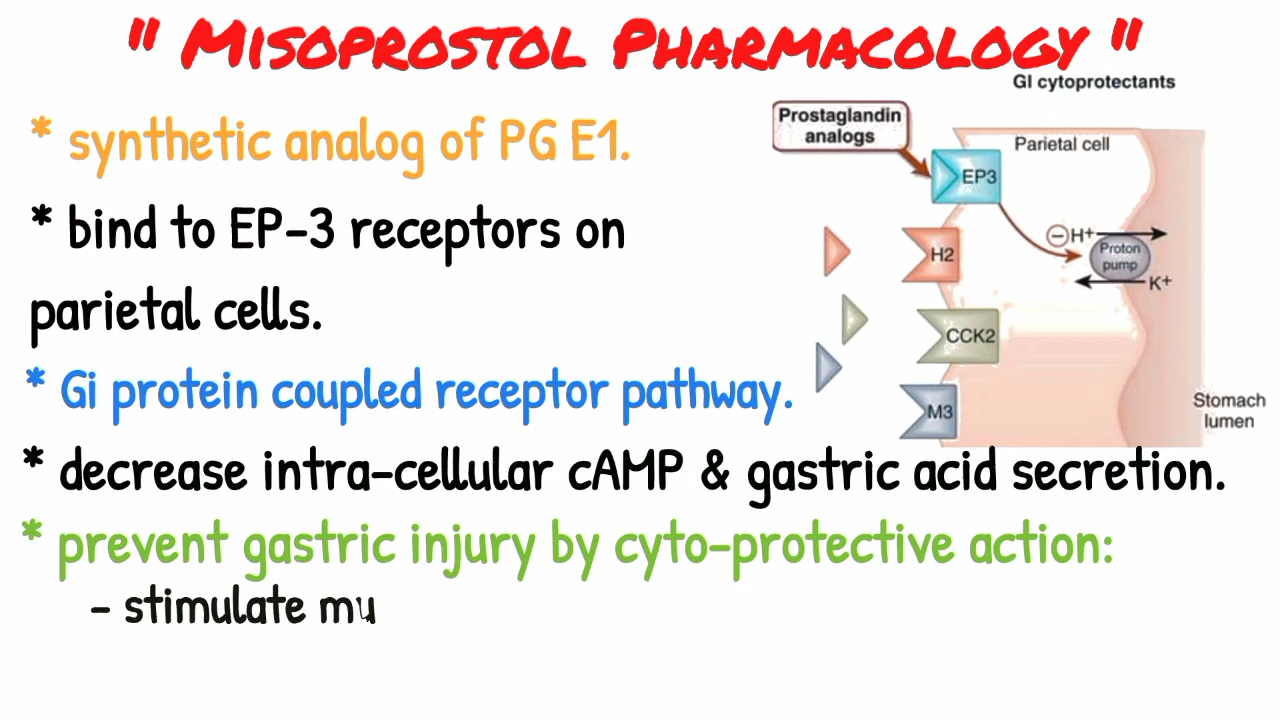 " Misoprostol Pharmacology "
GI cytoprotectants
* synthetic analog of PG E1.
* bind to EP-3 receptors on
parietal cells.
* Gi protein coupled receptor pathway.
* decrease intra-cellular cAMP & gastric acid secretion.
* prevent gastric injury by cyto-protective action:
- stimulate mu
Prostaglandin
analogs
Parietal cell
EP3
H2
CCK2
M3
⊖H+
Proton
pump
K+
Stomach
lumen